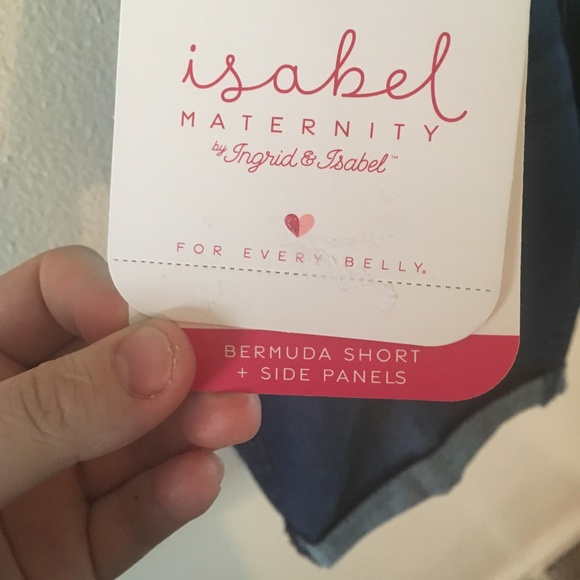 isabel
MATERNITY
by Ingrid & Isabel™
FOR EVERY BELLY®
BERMUDA SHORT
+ SIDE PANELS